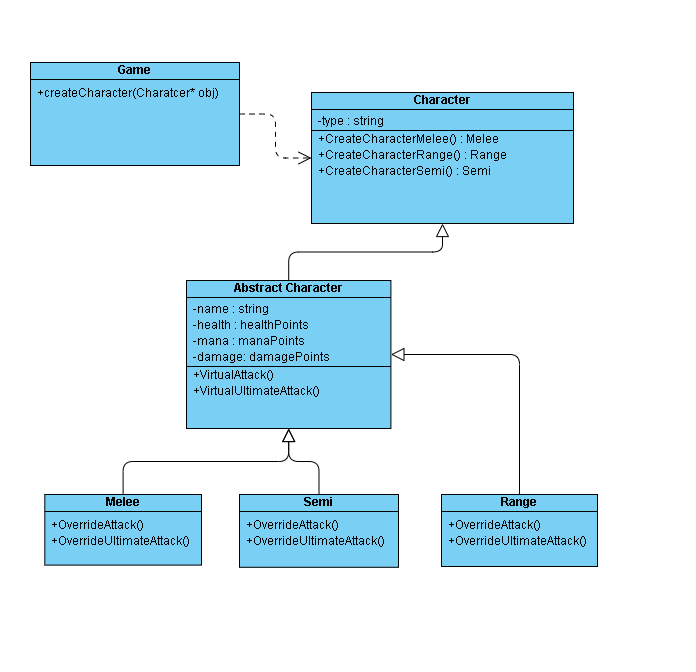 Game
+createCharacter(Charatcer* obj)
Character
-type : string
+CreateCharacterMelee() : Melee
+CreateCharacterRange() : Range
+CreateCharacterSemi() : Semi
Abstract Character
-name : string
-health : healthPoints
-mana : manaPoints
-damage: damagePoints
+VirtualAttack()
+VirtualUltimateAttack()
Melee
+OverrideAttack()
+OverrideUltimateAttack()
Semi
+OverrideAttack()
+OverrideUltimateAttack()
Range
+OverrideAttack()
+OverrideUltimateAttack()